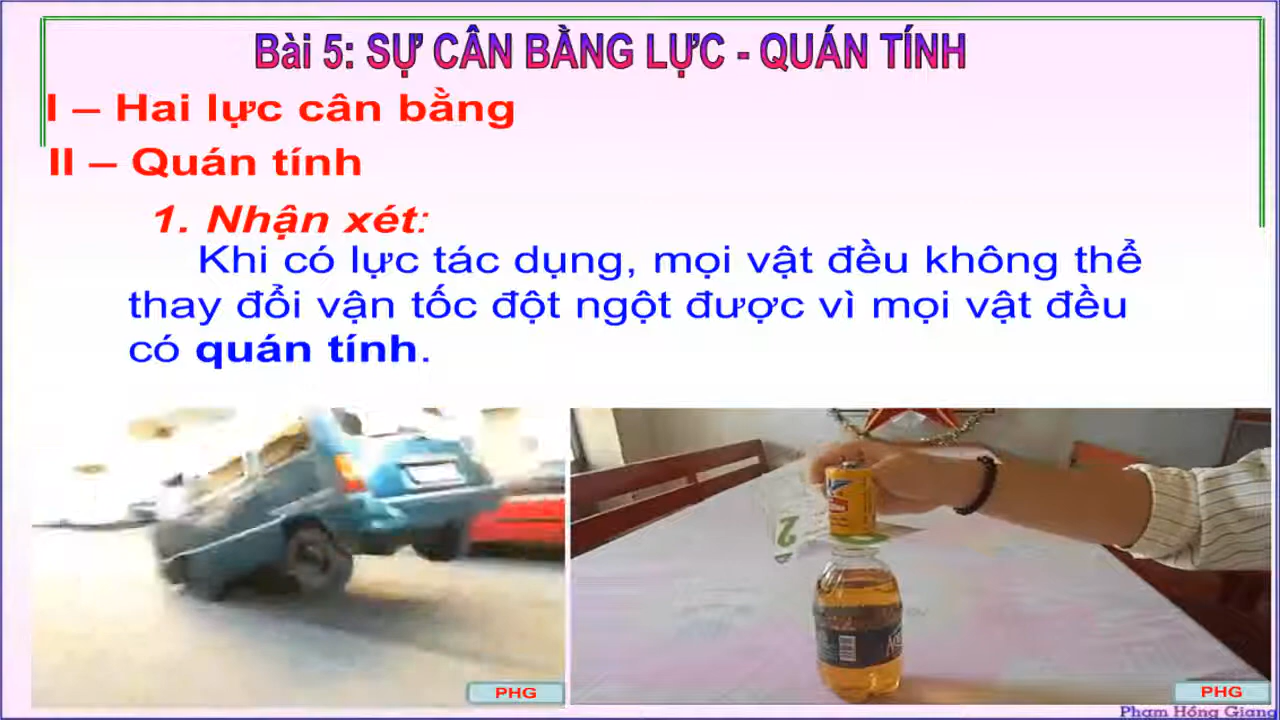 Bài 5: SỰ CÂN BẰNG LỰC - QUÁN TÍNH
I – Hai lực cân bằng
II – Quán tính
1. Nhận xét:
Khi có lực tác dụng, mọi vật đều không thể
thay đổi vận tốc đột ngột được vì mọi vật đều
có quán tính.
2
PHG
PHG
Phạm Hồng Giang